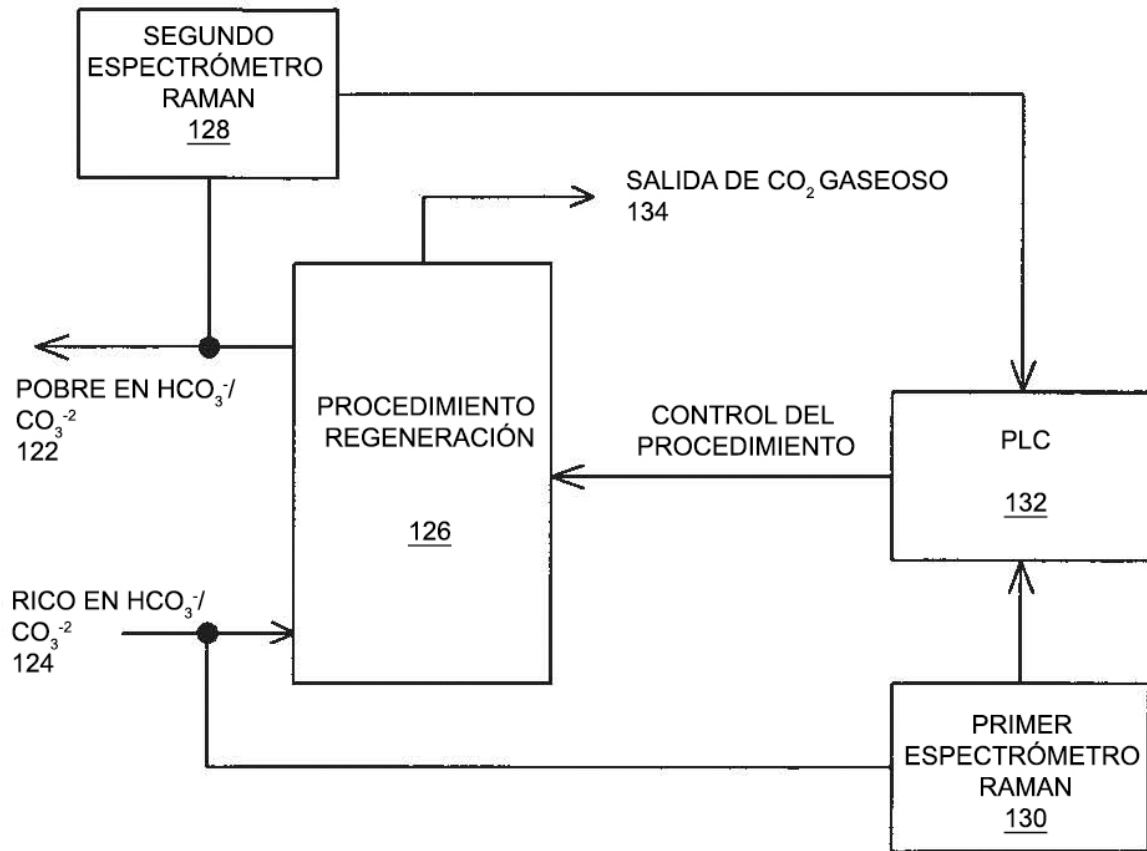 SEGUNDO
ESPECTRÓMETRO
RAMAN
128
SALIDA DE CO₂ GASEOSO
134
POBRE EN HCO₃⁻/
CO₃⁻²
122
PROCEDIMIENTO
REGENERACIÓN
126
CONTROL DEL
PROCEDIMIENTO
PLC
132
RICO EN HCO₃⁻/
CO₃⁻²
124
PRIMER
ESPECTRÓMETRO
RAMAN
130